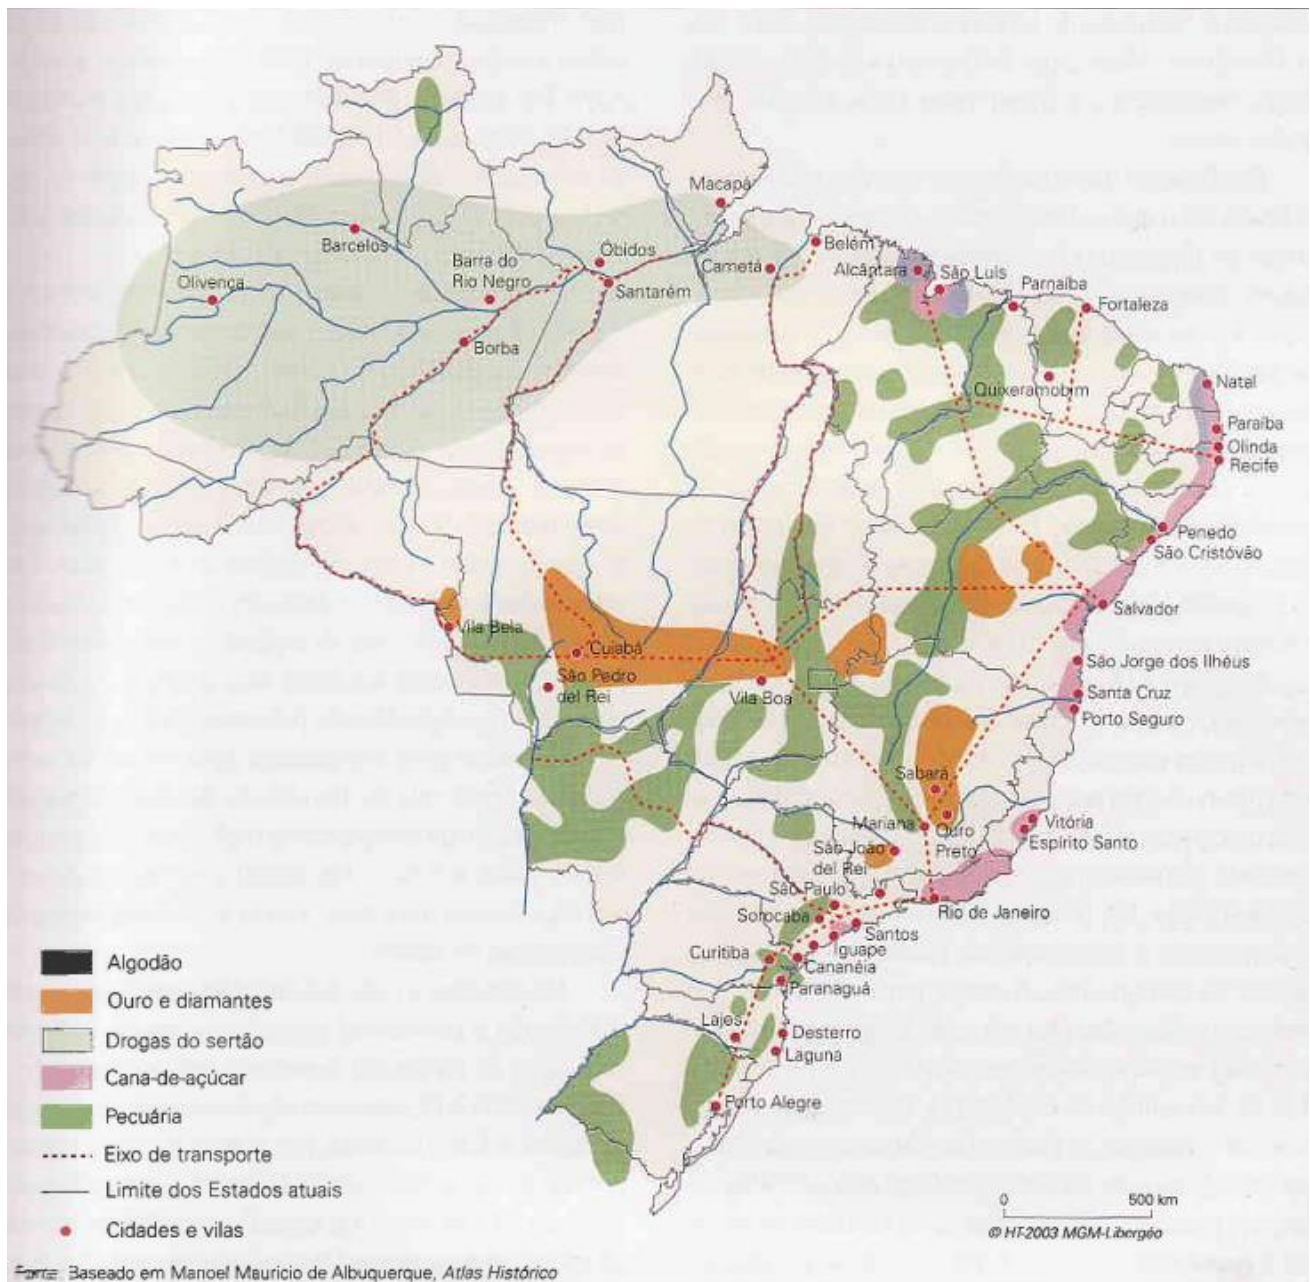 Macapá
Barcelos
Óbidos
Belém
Barra do
Rio Negro
Cametá
Alcântara
São Luís
Olivença
Santarém
Parnaíba
Fortaleza
Borba
Quixeramobim
Natal
Paraíba
Olinda
Recife
Penedo
São Cristóvão
Salvador
Vila Bela
Cuiabá
São Jorge dos Ilhéus
São Pedro
del Rei
Vila Boa
Santa Cruz
Porto Seguro
Sabará
Mariana
Ouro
Preto
Vitória
Espírito Santo
São João
del Rei
São Paulo
Sorocaba
Rio de Janeiro
Santos
Iguape
Curitiba
Cananéia
Paranaguá
Lajes
Desterro
Laguna
Porto Alegre
Algodão
Ouro e diamantes
Drogas do sertão
Cana-de-açúcar
Pecuária
Eixo de transporte
Limite dos Estados atuais
Cidades e vilas
0 500 km
© HT-2003 MGM-Libergéo
Fonte: Baseado em Manoel Mauricio de Albuquerque, Atlas Histórico